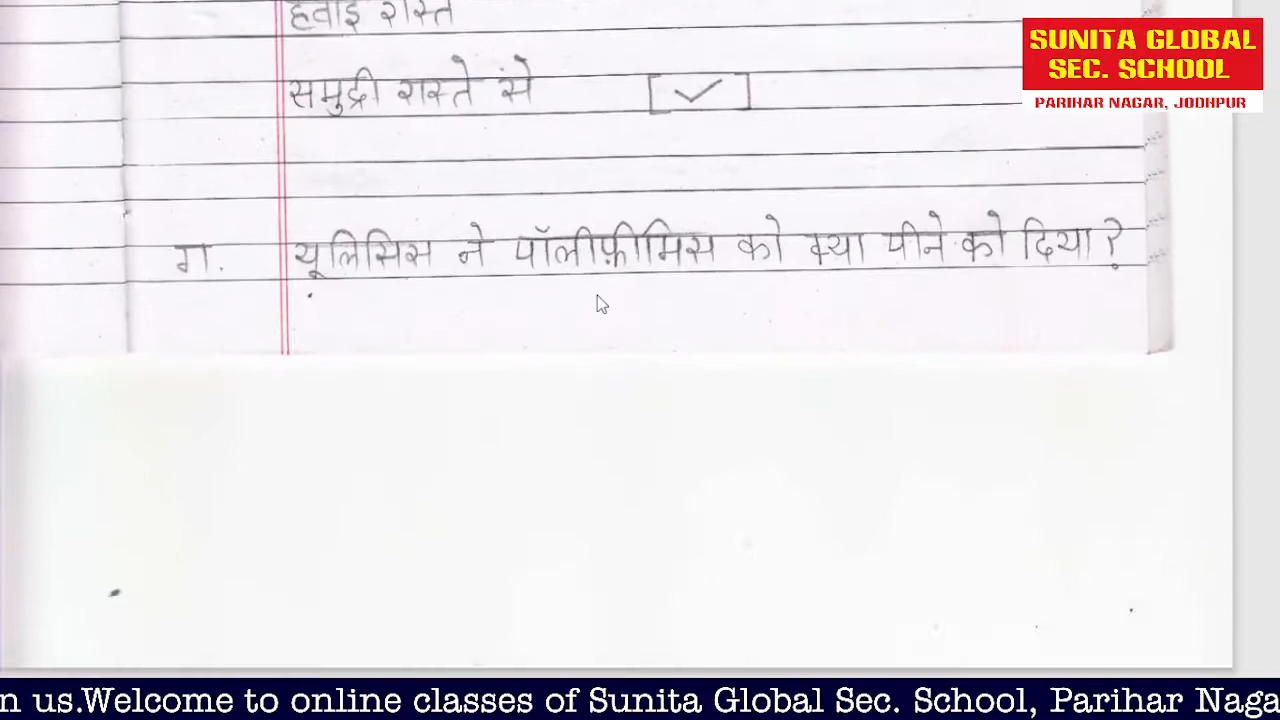 हवाई रास्ते
समुद्री रास्ते से
ग. यूलिसिस ने पॉलीफ़ीमिस को क्या पीने को दिया?
SUNITA GLOBAL
SEC. SCHOOL
PARIHAR NAGAR, JODHPUR
n us.Welcome to online classes of Sunita Global Sec. School, Parihar Naga